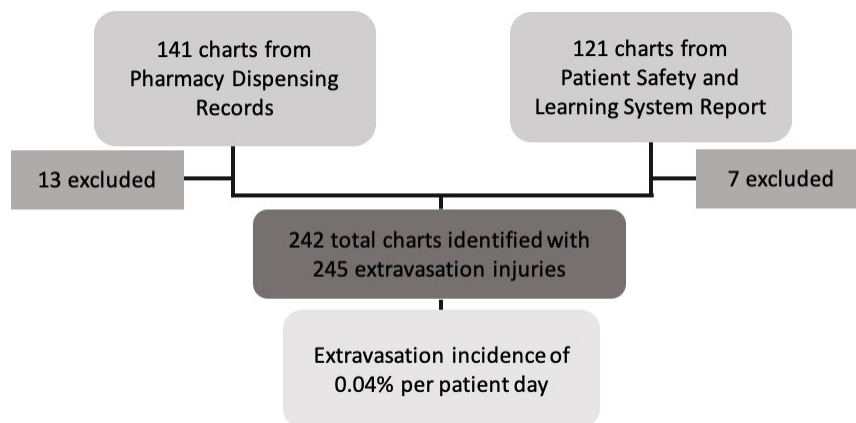 141 charts from
Pharmacy Dispensing
Records
121 charts from
Patient Safety and
Learning System Report
13 excluded
7 excluded
242 total charts identified with
245 extravasation injuries
Extravasation incidence of
0.04% per patient day